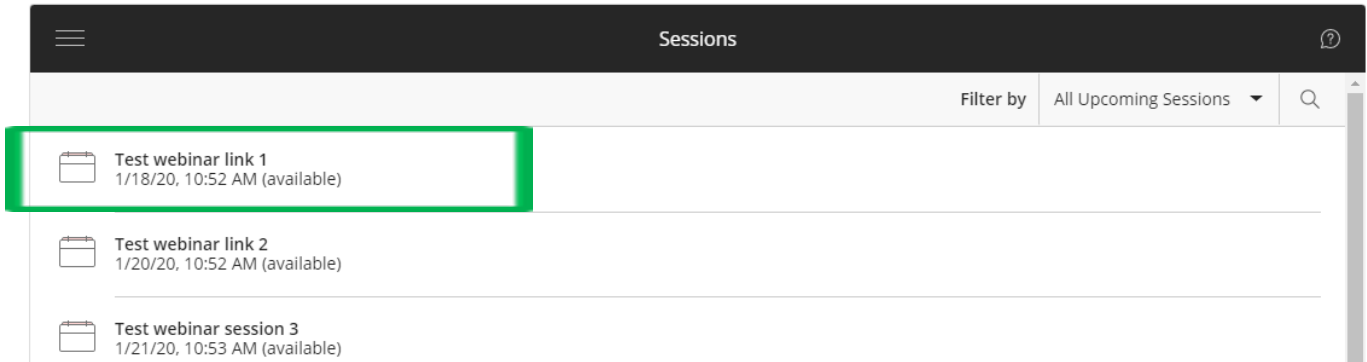 Sessions
Filter by All Upcoming Sessions
Test webinar link 1
1/18/20, 10:52 AM (available)
Test webinar link 2
1/20/20, 10:52 AM (available)
Test webinar session 3
1/21/20, 10:53 AM (available)